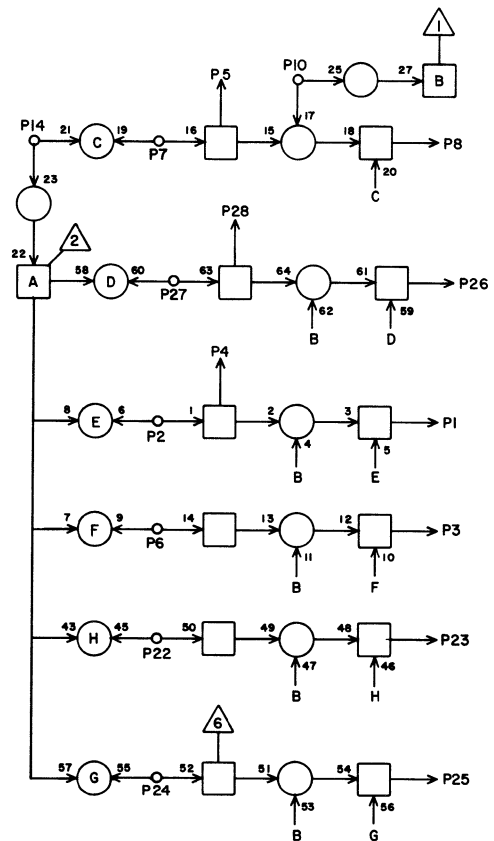 1
P10 25 27 B
P5
17
P14 21 C 19 P7 16 15 18 P8
20
C
23
P28
22 2
A 58 D 60 P27 63 64 61 P26
62 59
B D
P4
8 E 6 P2 1 2 3 P1
4 5
B E
7 F 9 P6 14 13 12 P3
11 10
B F
43 H 45 P22 50 49 48 P23
47 46
B H
6
57 G 55 P24 52 51 54 P25
53 56
B G